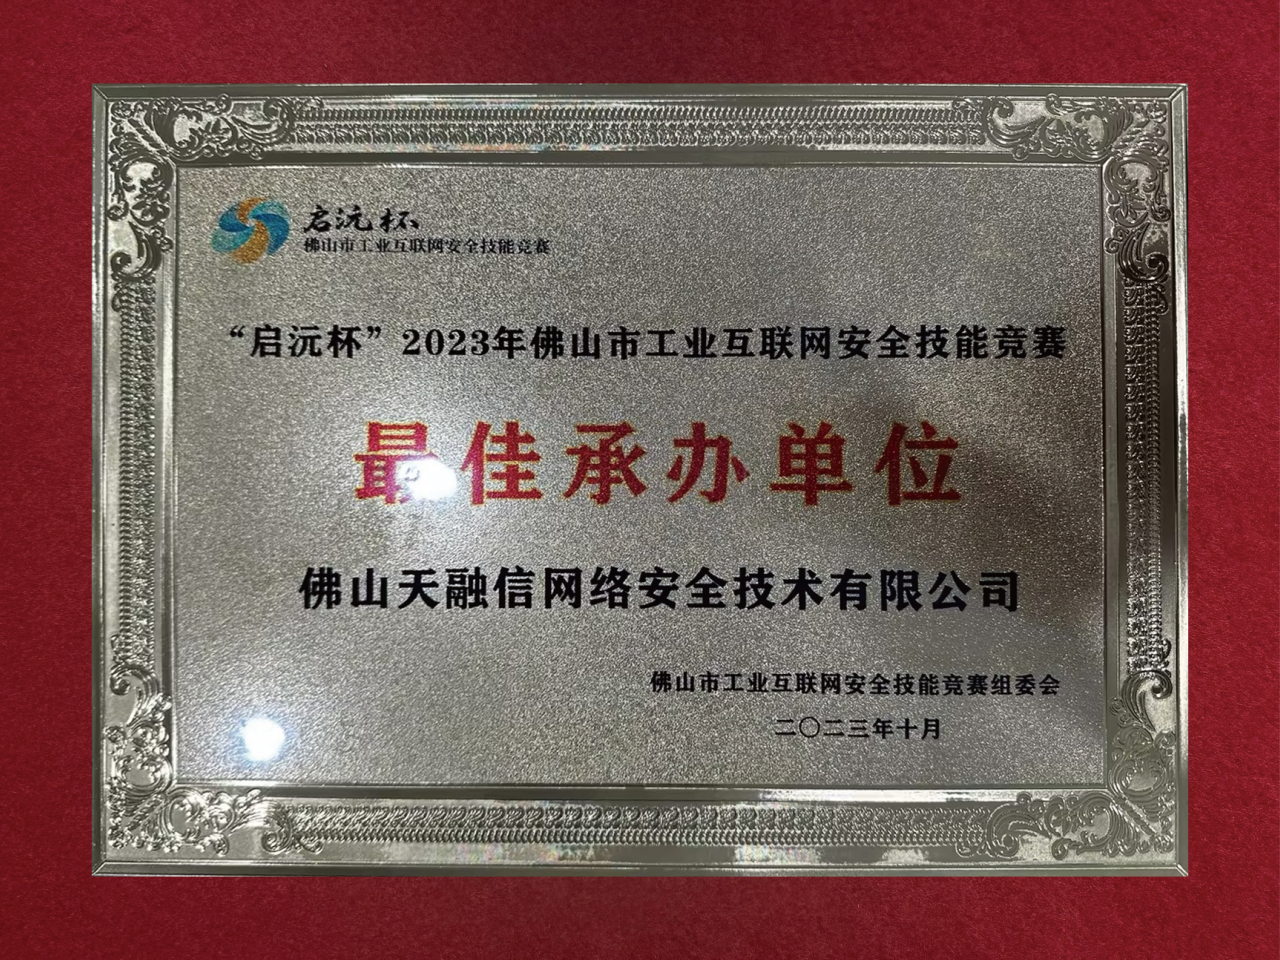 启沅杯
佛山市工业互联网安全技能竞赛
“启沅杯”2023年佛山市工业互联网安全技能竞赛
最佳承办单位
佛山天融信网络安全技术有限公司
佛山市工业互联网安全技能竞赛组委会
二〇二三年十月